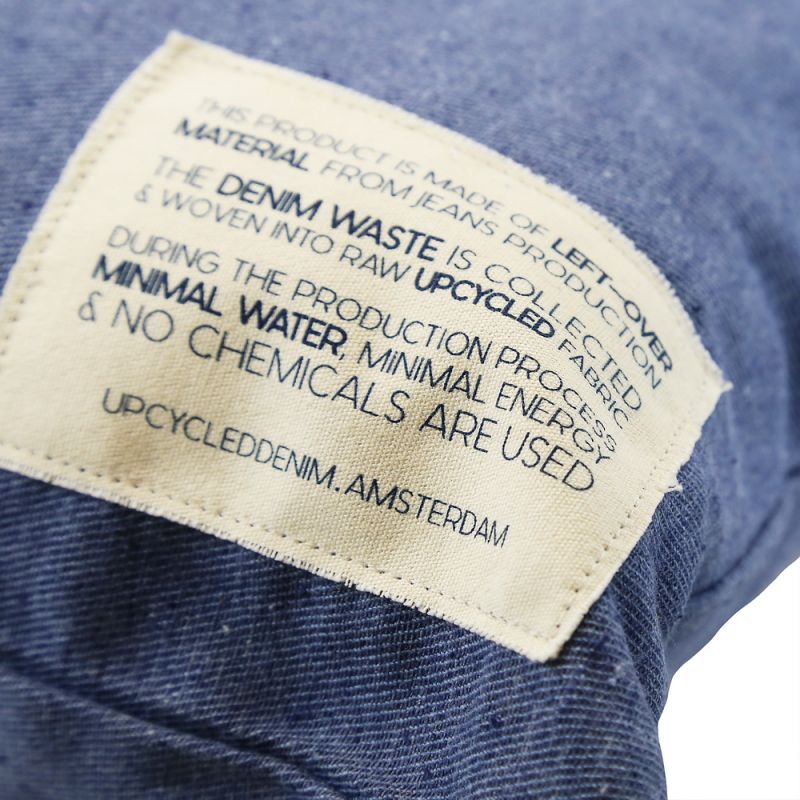 THIS PRODUCT IS MADE OF LEFT-OVER
MATERIAL FROM JEANS PRODUCTION
THE DENIM WASTE IS COLLECTED
& WOVEN INTO RAW UPCYCLED FABRIC
DURING THE PRODUCTION PROCESS
MINIMAL WATER, MINIMAL ENERGY
& NO CHEMICALS ARE USED
UPCYCLEDDENIM.AMSTERDAM